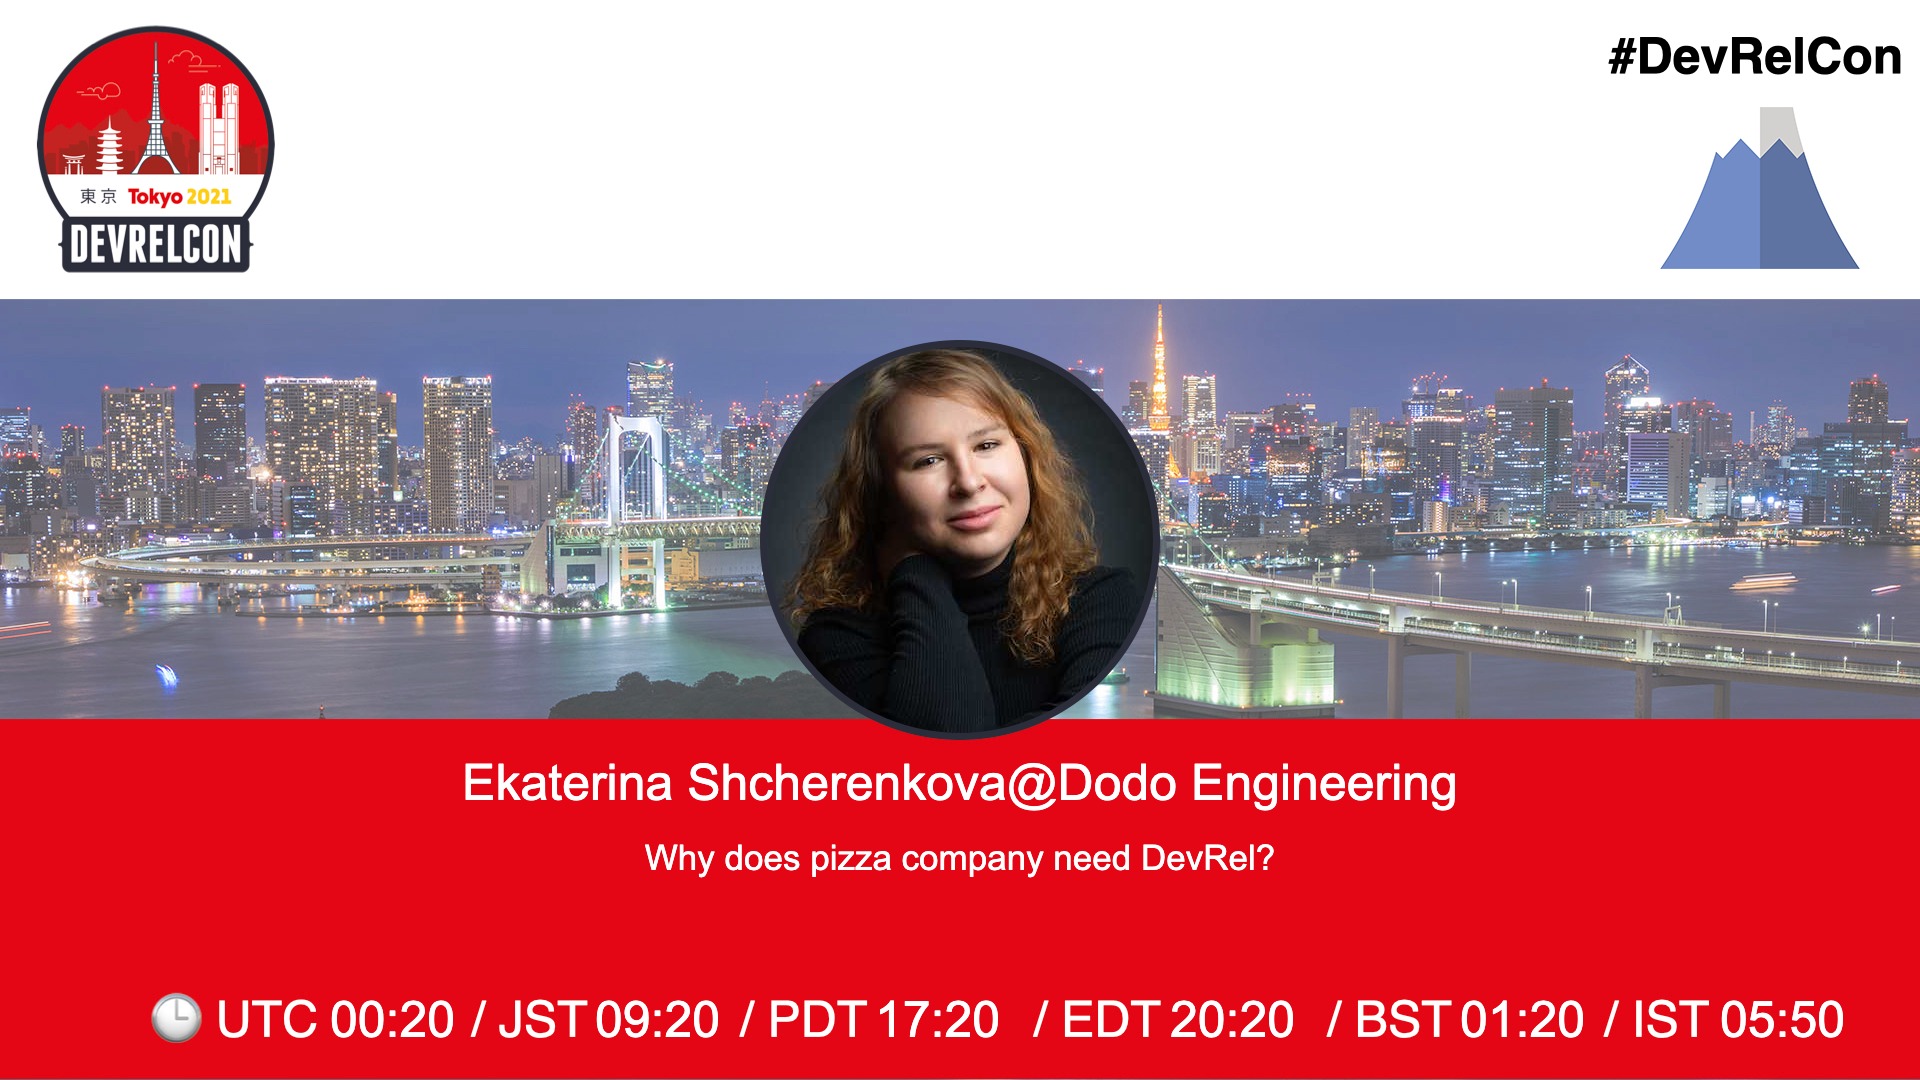 #DevRelCon
東京 Tokyo 2021
DEVRELCON
Ekaterina Shcherenkova@Dodo Engineering
Why does pizza company need DevRel?
UTC 00:20 / JST 09:20 / PDT 17:20 / EDT 20:20 / BST 01:20 / IST 05:50